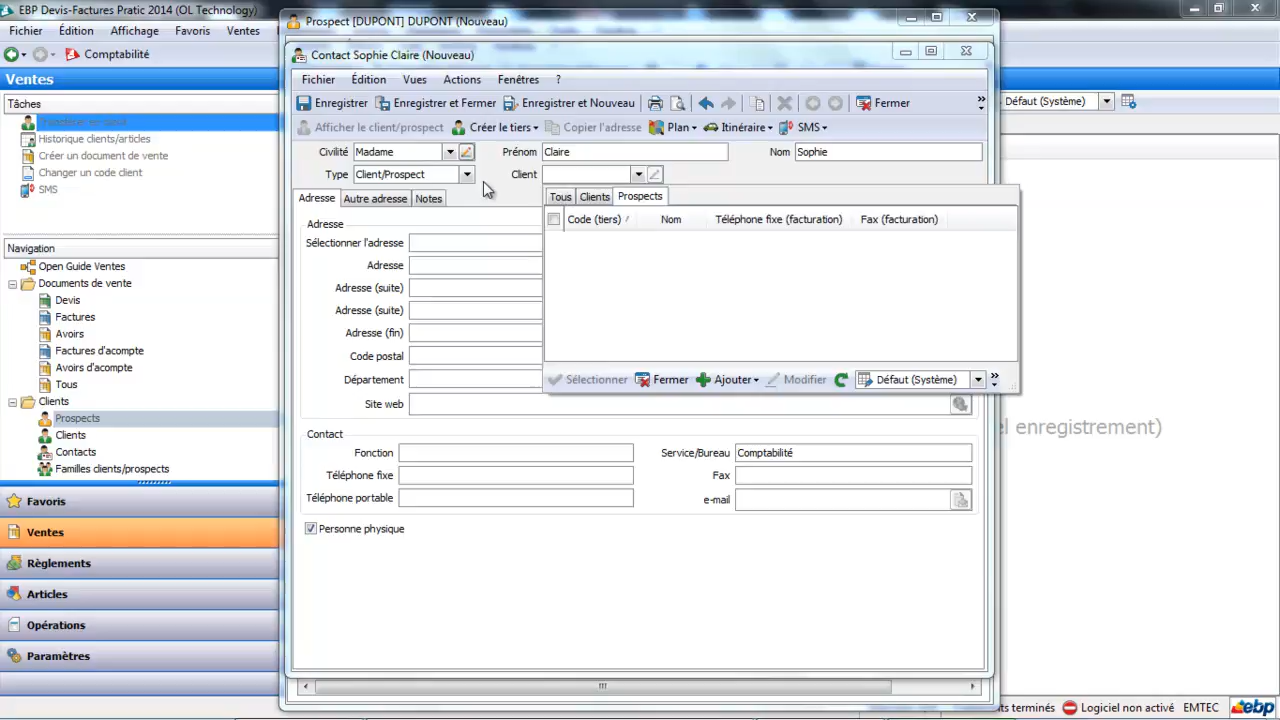 EBP Devis-Factures Pratic 2014 (OL Technology)
Fichier Édition Affichage Favoris Ventes
Comptabilité
Ventes
Tâches
Historique clients/articles
Créer un document de vente
Changer un code client
SMS
Navigation
Open Guide Ventes
Documents de vente
Devis
Factures
Avoirs
Factures d'acompte
Avoirs d'acompte
Tous
Clients
Prospects
Clients
Contacts
Familles clients/prospects
Favoris
Ventes
Règlements
Articles
Opérations
Paramètres
Prospect [DUPONT] DUPONT (Nouveau)
Contact Sophie Claire (Nouveau)
Fichier Édition Vues Actions Fenêtres ?
Enregistrer Enregistrer et Fermer Enregistrer et Nouveau Fermer
Afficher le client/prospect Créer le tiers Copier l'adresse Plan Itinéraire SMS
Civilité Madame Prénom Claire Nom Sophie
Type Client/Prospect Client
Adresse Autre adresse Notes
Tous Clients Prospects
Code (tiers) Nom Téléphone fixe (facturation) Fax (facturation)
Adresse
Sélectionner l'adresse
Adresse
Adresse (suite)
Adresse (suite)
Adresse (fin)
Code postal
Département
Site web
Sélectionner Fermer Ajouter Modifier Défaut (Système)
Contact
Fonction Service/Bureau Comptabilité
Téléphone fixe Fax
Téléphone portable e-mail
Personne physique
Défaut (Système)
el enregistrement)
ts terminés Logiciel non activé EMTEC ebp